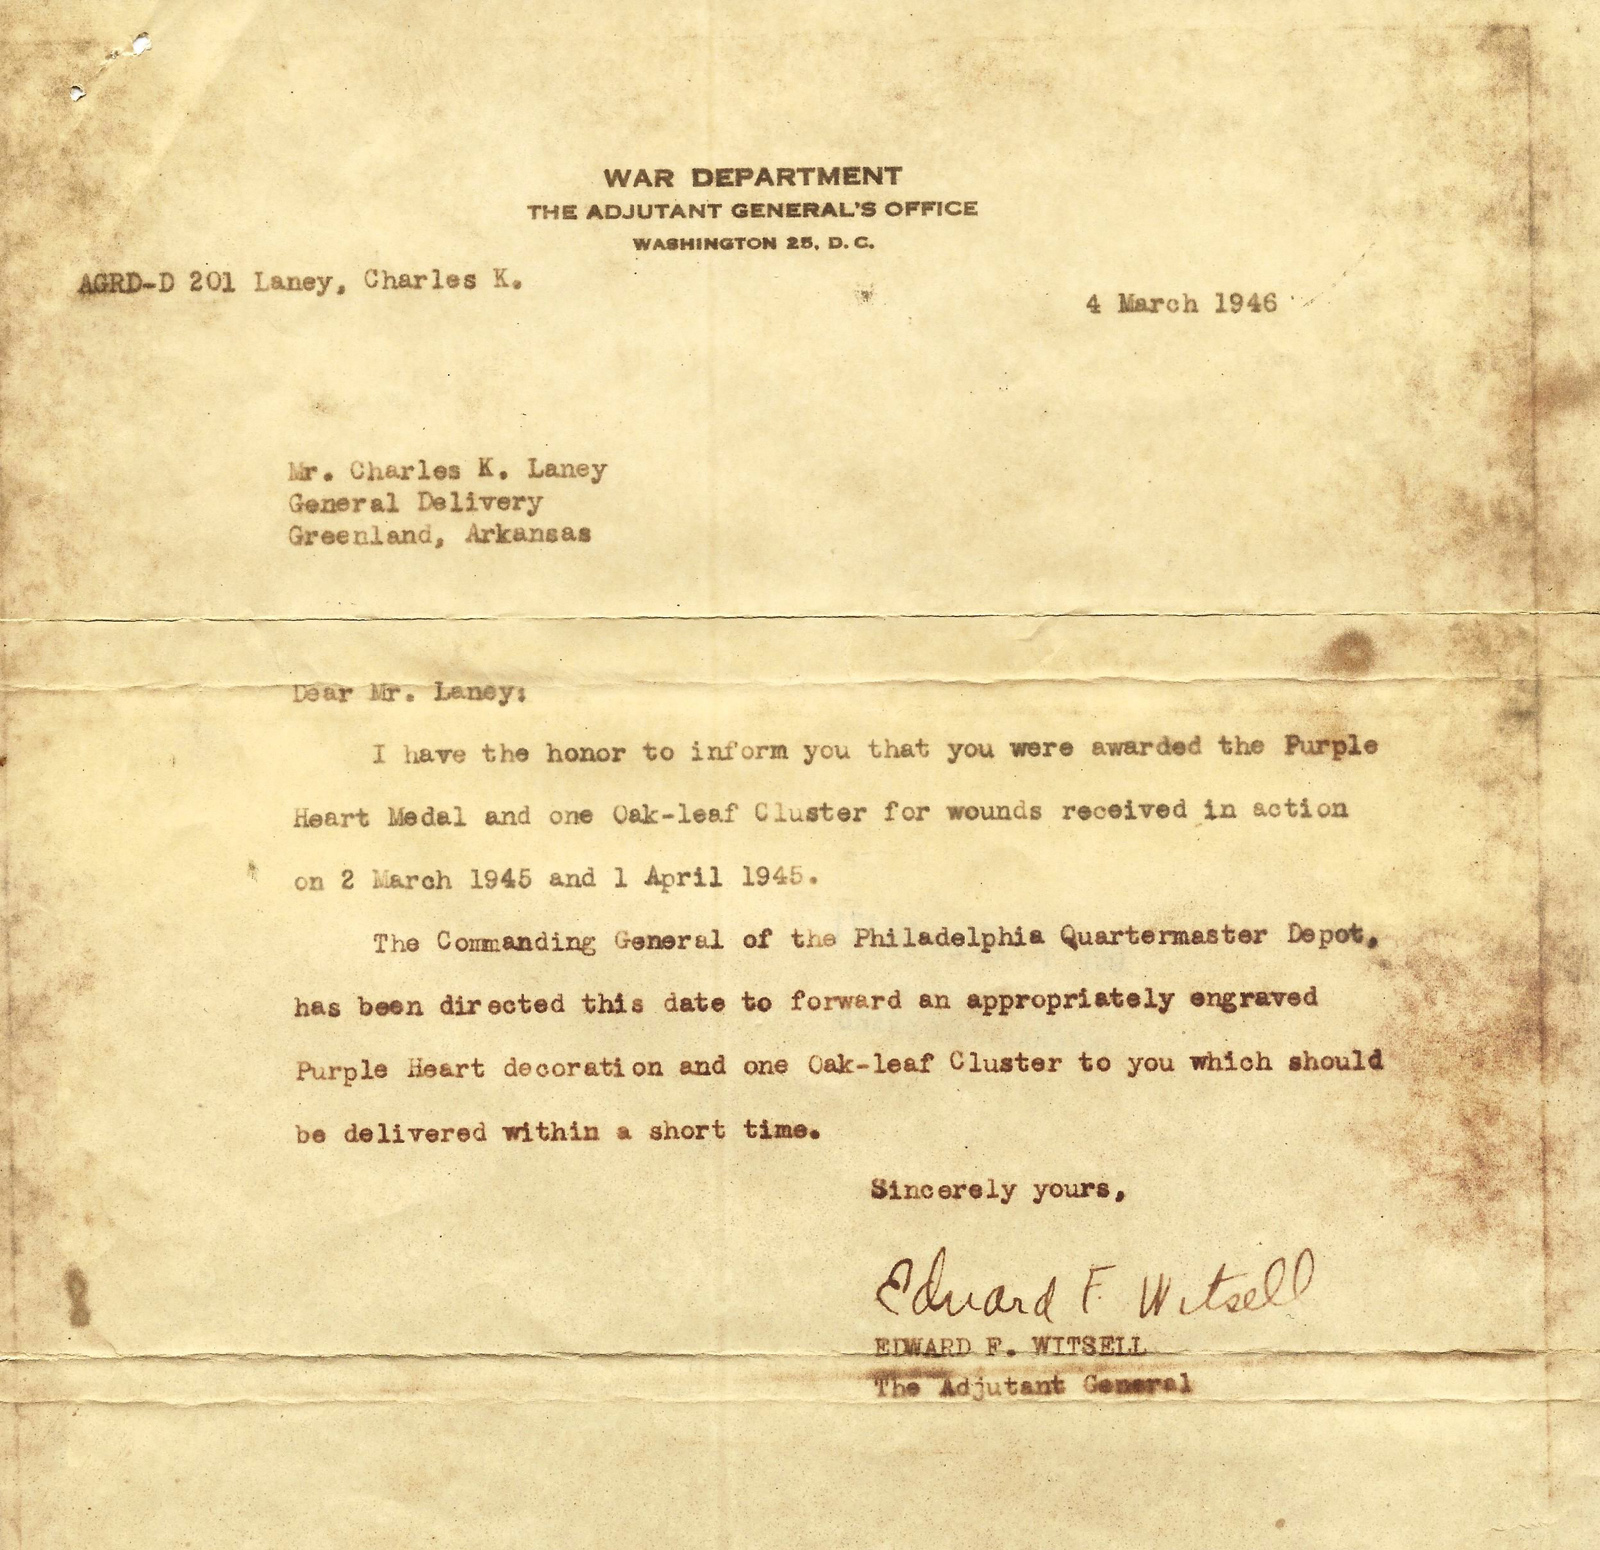 WAR DEPARTMENT
THE ADJUTANT GENERAL'S OFFICE
WASHINGTON 25, D. C.
AGRD-D 201 Laney, Charles K.
4 March 1946
Mr. Charles K. Laney
General Delivery
Greenland, Arkansas
Dear Mr. Laney:
I have the honor to inform you that you were awarded the Purple
Heart Medal and one Oak-leaf Cluster for wounds received in action
on 2 March 1945 and 1 April 1945.
The Commanding General of the Philadelphia Quartermaster Depot,
has been directed this date to forward an appropriately engraved
Purple Heart decoration and one Oak-leaf Cluster to you which should
be delivered within a short time.
Sincerely yours,
Edward F. Witsell
EDWARD F. WITSELL
The Adjutant General